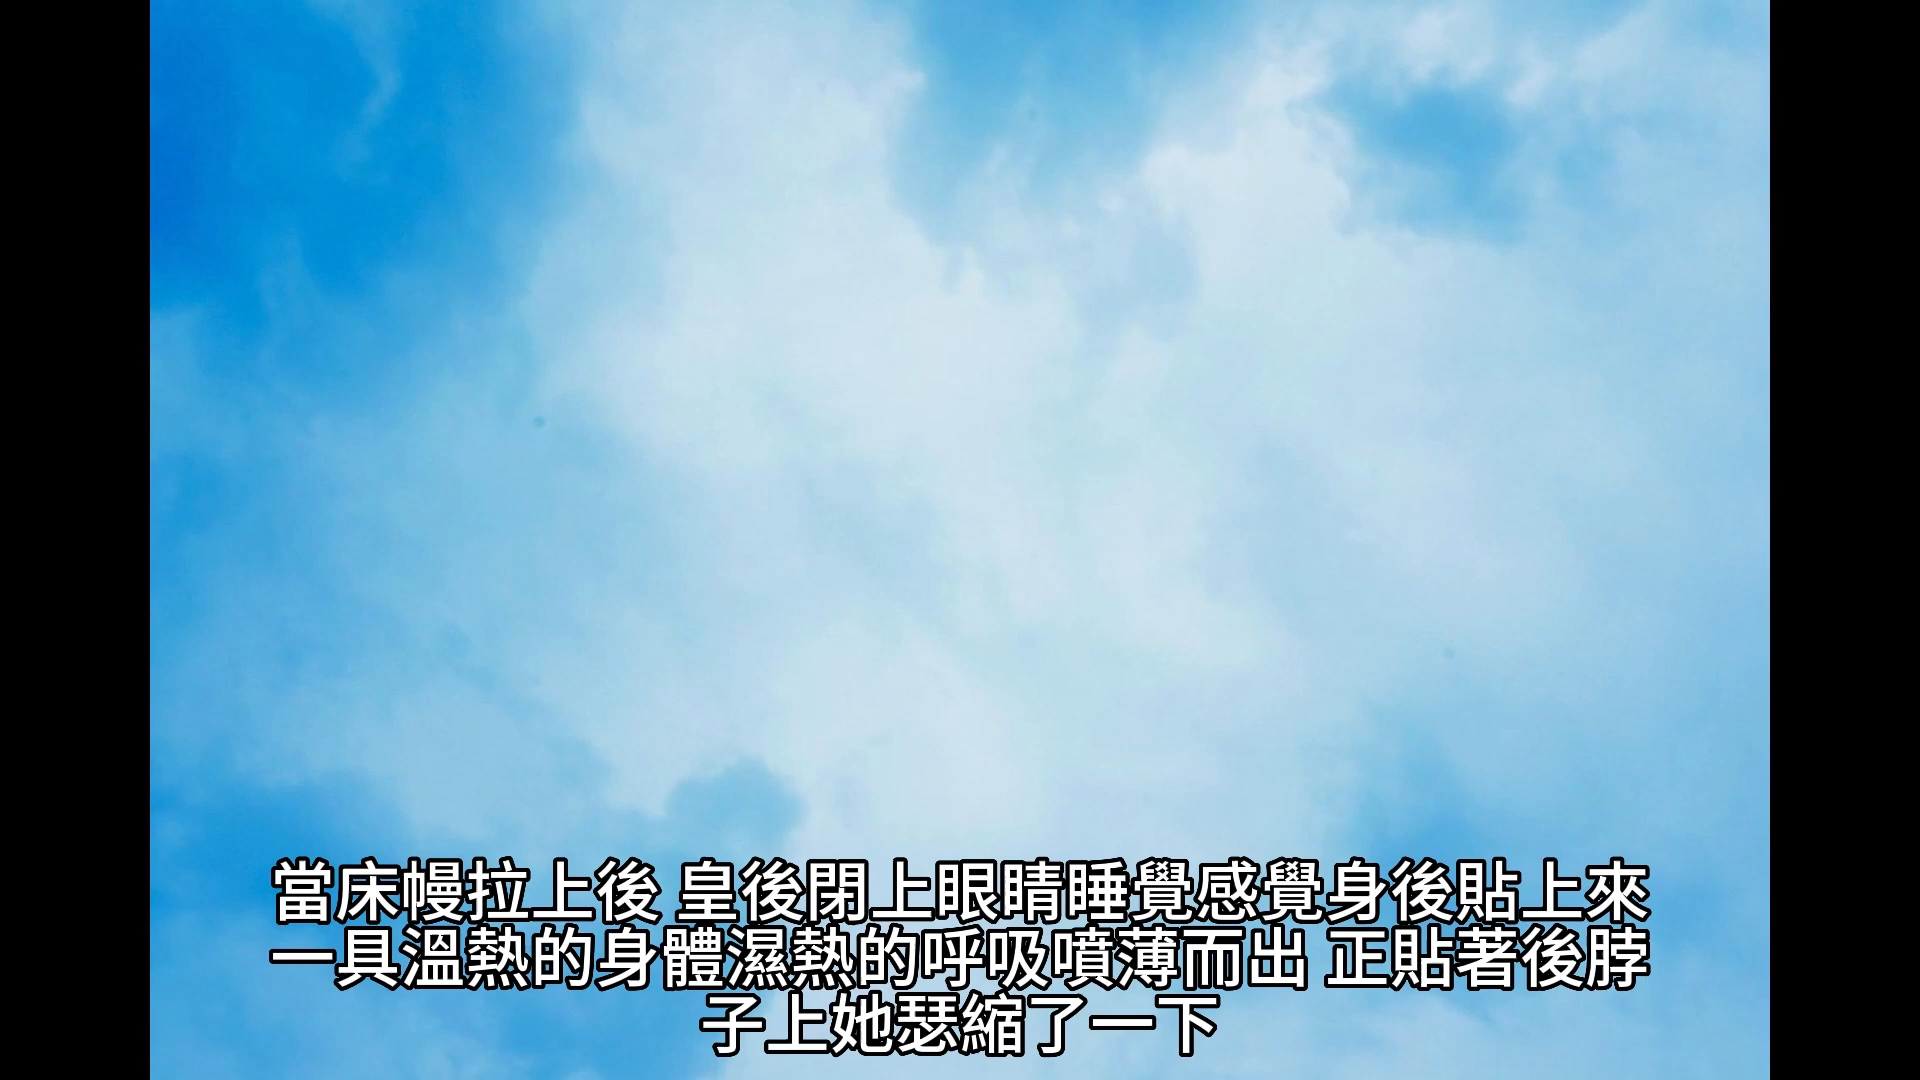 當床幔拉上後 皇後閉上眼睛睡覺感覺身後貼上來
一具溫熱的身體濕熱的呼吸噴薄而出 正貼著後脖
子上她瑟縮了一下